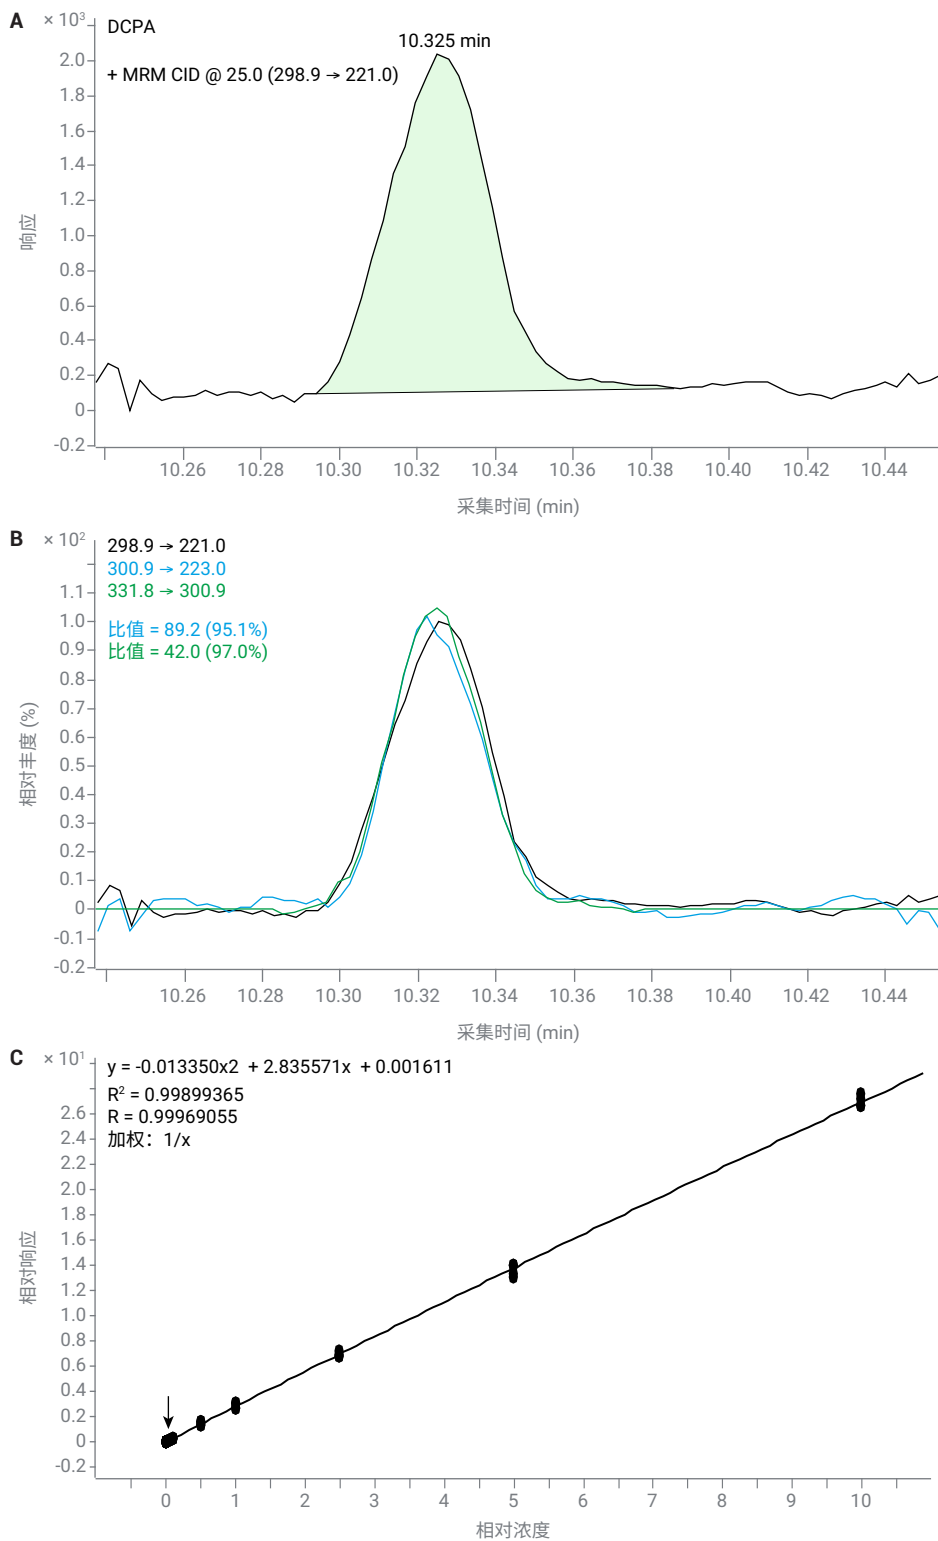 A
× 10³
DCPA
10.325 min
+ MRM CID @ 25.0 (298.9 → 221.0)
2.0
1.8
1.6
1.4
1.2
1.0
0.8
0.6
0.4
0.2
0
-0.2
响应
10.26 10.28 10.30 10.32 10.34 10.36 10.38 10.40 10.42 10.44
采集时间 (min)
B
× 10²
298.9 → 221.0
300.9 → 223.0
331.8 → 300.9
比值 = 89.2 (95.1%)
比值 = 42.0 (97.0%)
1.1
1.0
0.9
0.8
0.7
0.6
0.5
0.4
0.3
0.2
0.1
0
-0.1
-0.2
相对丰度 (%)
10.26 10.28 10.30 10.32 10.34 10.36 10.38 10.40 10.42 10.44
采集时间 (min)
C
× 10¹
y = -0.013350x2 + 2.835571x + 0.001611
R² = 0.99899365
R = 0.99969055
加权：1/x
2.6
2.4
2.2
2.0
1.8
1.6
1.4
1.2
1.0
0.8
0.6
0.4
0.2
0
-0.2
相对响应
0 1 2 3 4 5 6 7 8 9 10
相对浓度